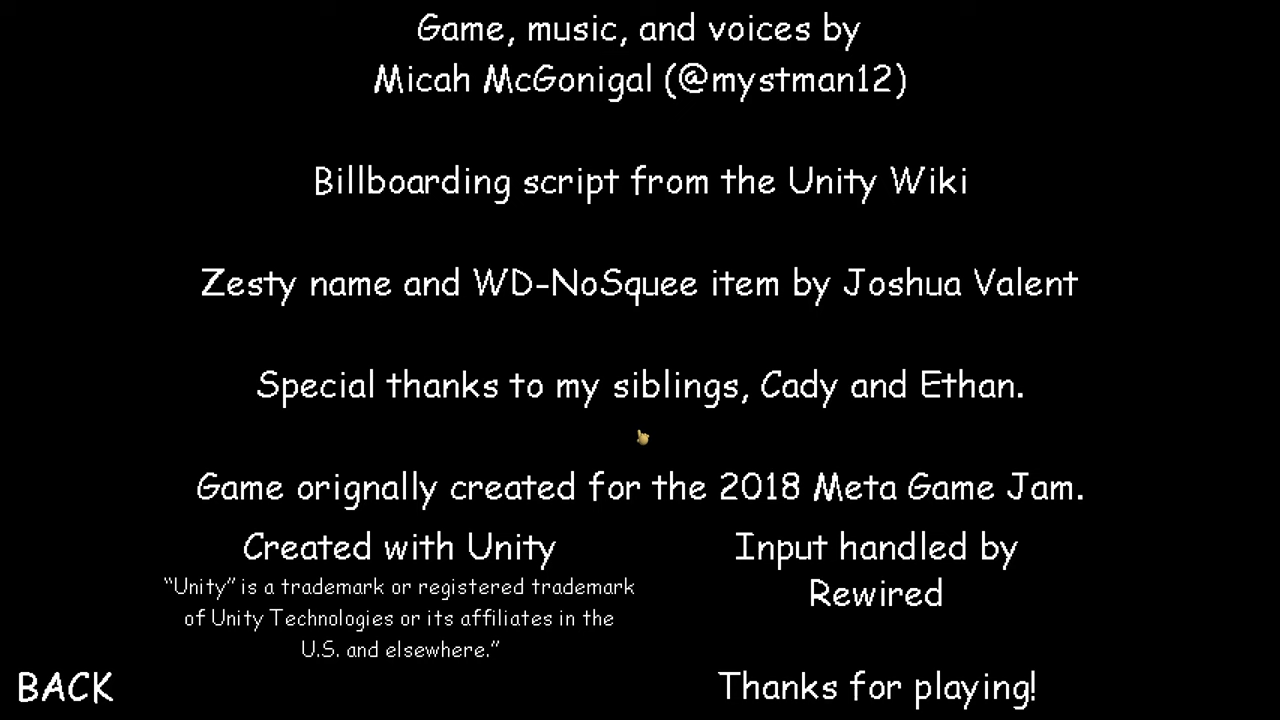 Game, music, and voices by
Micah McGonigal (@mystman12)
Billboarding script from the Unity Wiki
Zesty name and WD-NoSquee item by Joshua Valent
Special thanks to my siblings, Cady and Ethan.
Game orignally created for the 2018 Meta Game Jam.
Created with Unity
“Unity” is a trademark or registered trademark
of Unity Technologies or its affiliates in the
U.S. and elsewhere.”
Input handled by
Rewired
BACK
Thanks for playing!